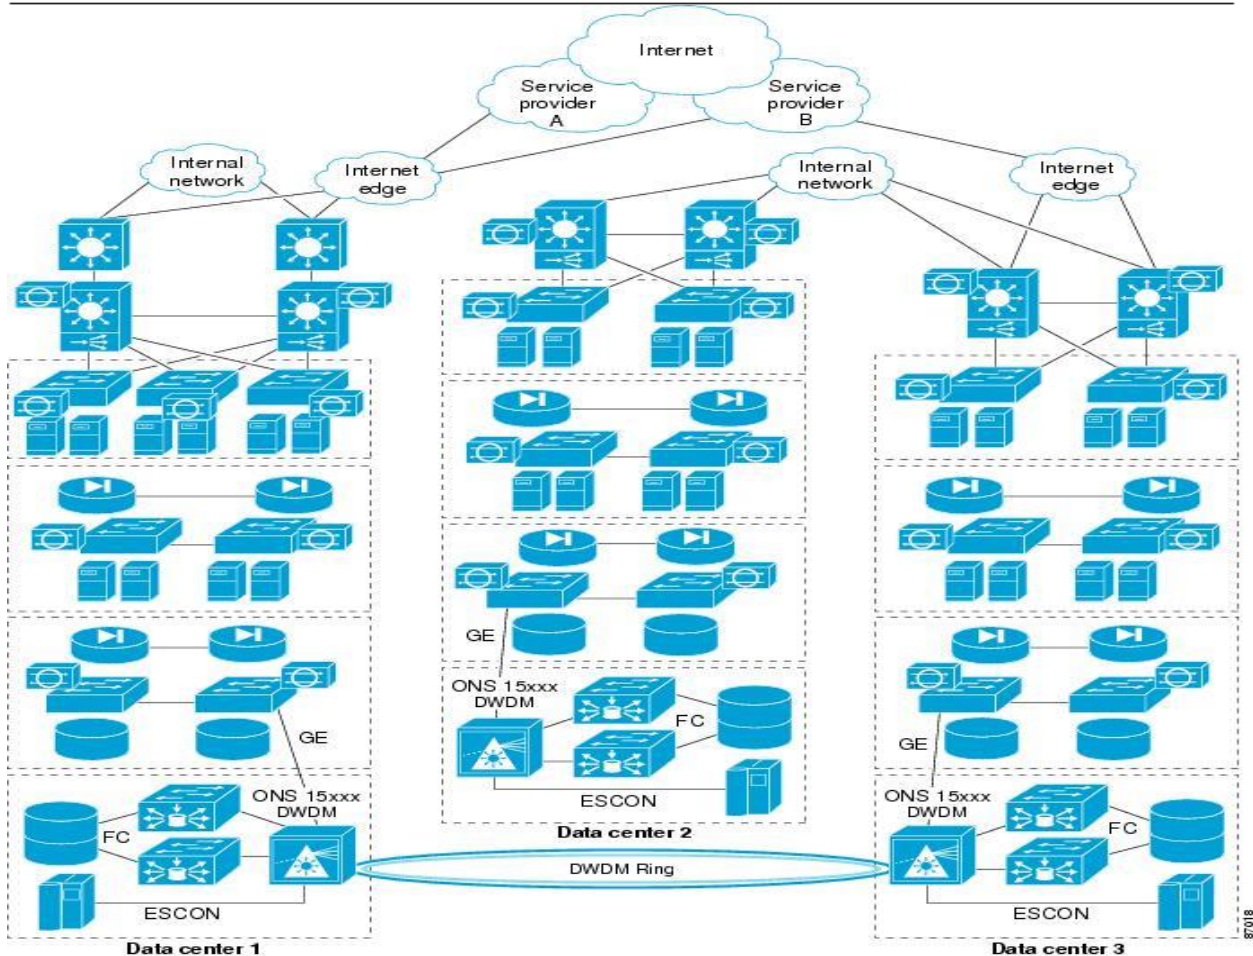 Internet
Service
provider
A
Service
provider
B
Internal
network
Internet
edge
Internal
network
Internet
edge
GE
ONS 15xxx
DWDM
FC
ESCON
Data center 2
GE
ONS 15xxx
DWDM
FC
ESCON
Data center 1
DWDM Ring
GE
ONS 15xxx
DWDM
FC
ESCON
Data center 3
87018